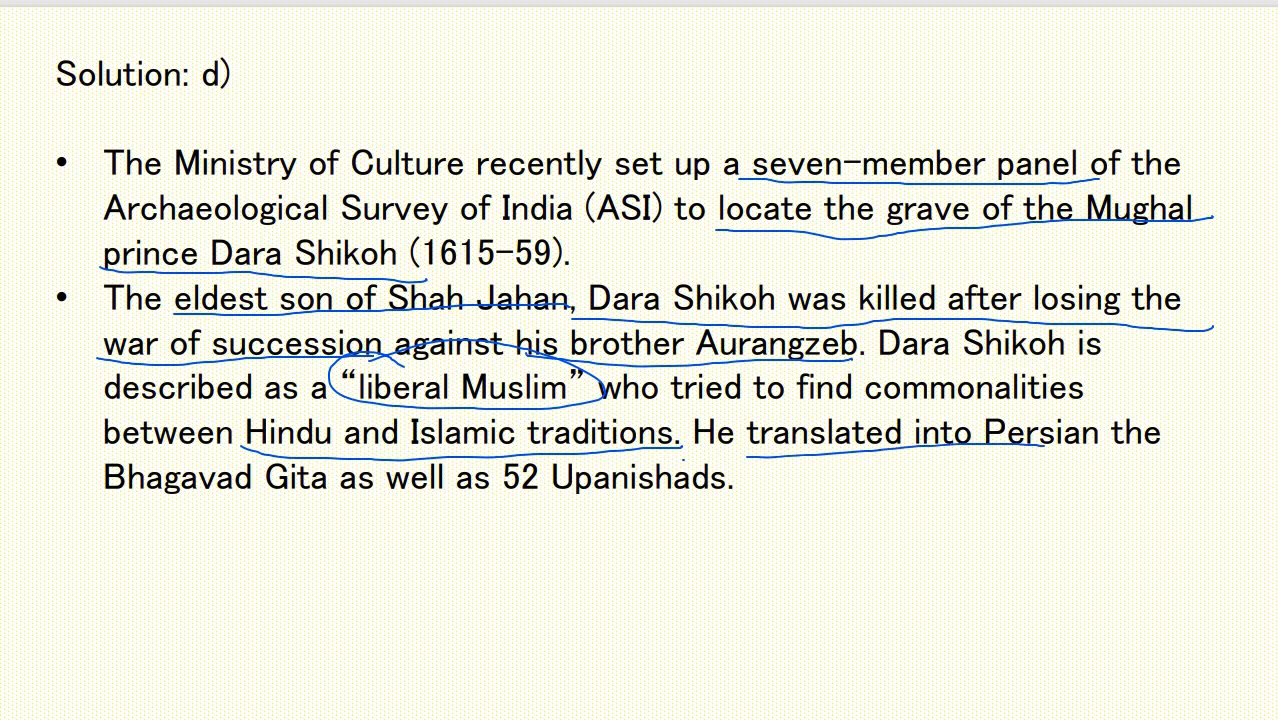 Solution: d)
• The Ministry of Culture recently set up a seven-member panel of the
Archaeological Survey of India (ASI) to locate the grave of the Mughal
prince Dara Shikoh (1615-59).
• The eldest son of Shah Jahan, Dara Shikoh was killed after losing the
war of succession against his brother Aurangzeb. Dara Shikoh is
described as a “liberal Muslim” who tried to find commonalities
between Hindu and Islamic traditions. He translated into Persian the
Bhagavad Gita as well as 52 Upanishads.